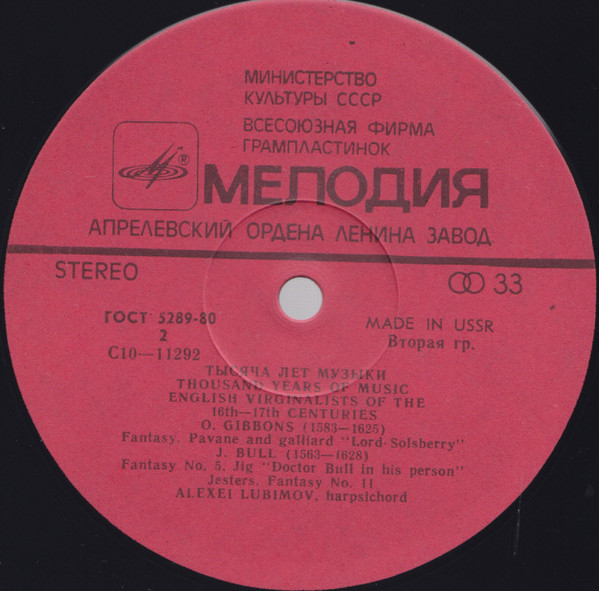 МИНИСТЕРСТВО
КУЛЬТУРЫ СССР
ВСЕСОЮЗНАЯ ФИРМА
ГРАМПЛАСТИНОК
®
МЕЛОДИЯ
АПРЕЛЕВСКИЙ ОРДЕНА ЛЕНИНА ЗАВОД
STEREO
33
ГОСТ 5289-80
MADE IN USSR
2
Вторая гр.
С10—11292
ТЫСЯЧА ЛЕТ МУЗЫКИ
THOUSAND YEARS OF MUSIC
ENGLISH VIRGINALISTS OF THE
16th—17th CENTURIES
O. GIBBONS (1583—1625)
Fantasy. Pavane and galliard "Lord Solsberry"
J. BULL (1563—1628)
Fantasy No. 5, Jig "Doctor Bull in his person"
Jesters. Fantasy No. 11
ALEXEI LUBIMOV, harpsichord